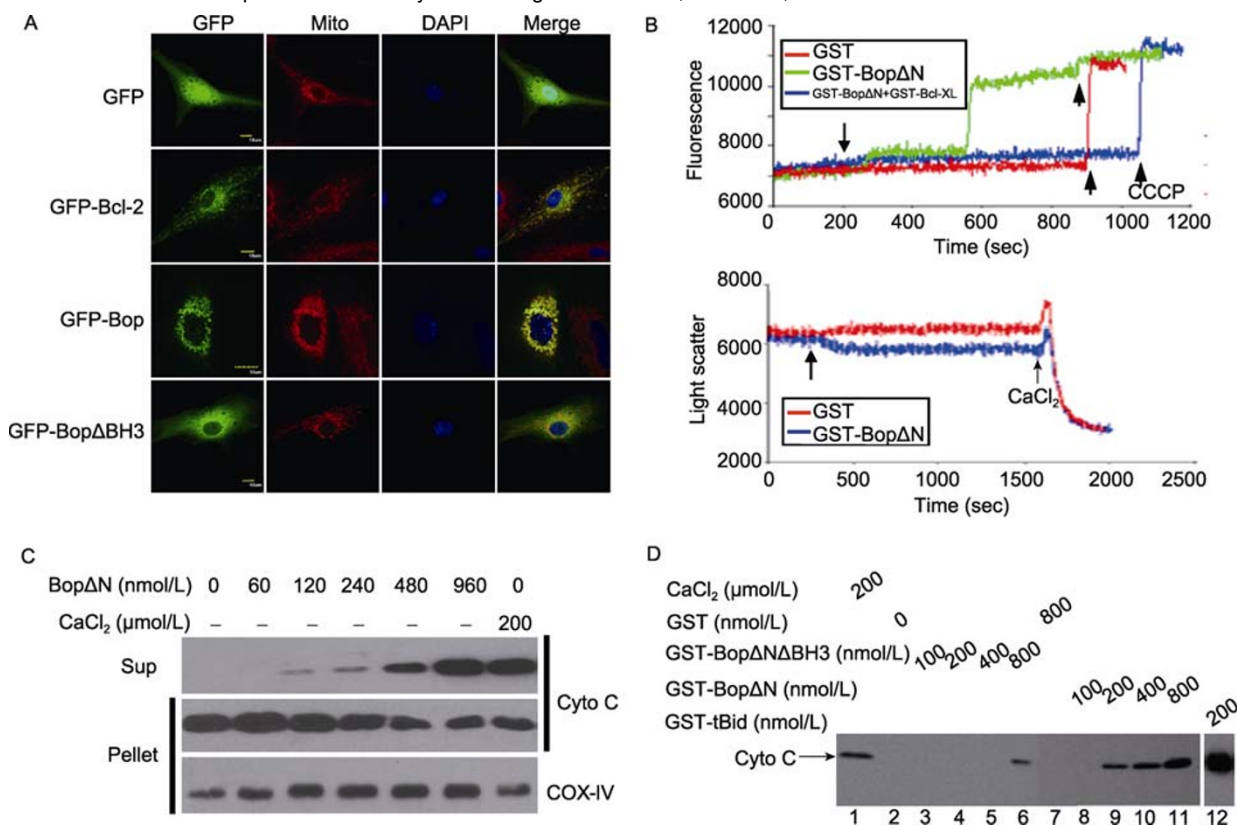 A
GFP
Mito
DAPI
Merge
GFP
GFP-Bcl-2
GFP-Bop
GFP-BopΔBH3
B
12000
10000
8000
6000
Fluorescence
GST
GST-BopΔN
GST-BopΔN+GST-Bcl-XL
CCCP
0 200 400 600 800 1000 1200
Time (sec)
8000
6000
4000
2000
Light scatter
GST
GST-BopΔN
CaCl₂
0 500 1000 1500 2000 2500
Time (sec)
C
BopΔN (nmol/L) 0 60 120 240 480 960 0
CaCl₂ (μmol/L) – – – – – – 200
Sup
Cyto C
Pellet
COX-IV
D
CaCl₂ (μmol/L) 200
GST (nmol/L) 0 800
GST-BopΔNΔBH3 (nmol/L) 100 200 400 800
GST-BopΔN (nmol/L) 100 200 400 800
GST-tBid (nmol/L) 200
Cyto C
1 2 3 4 5 6 7 8 9 10 11 12